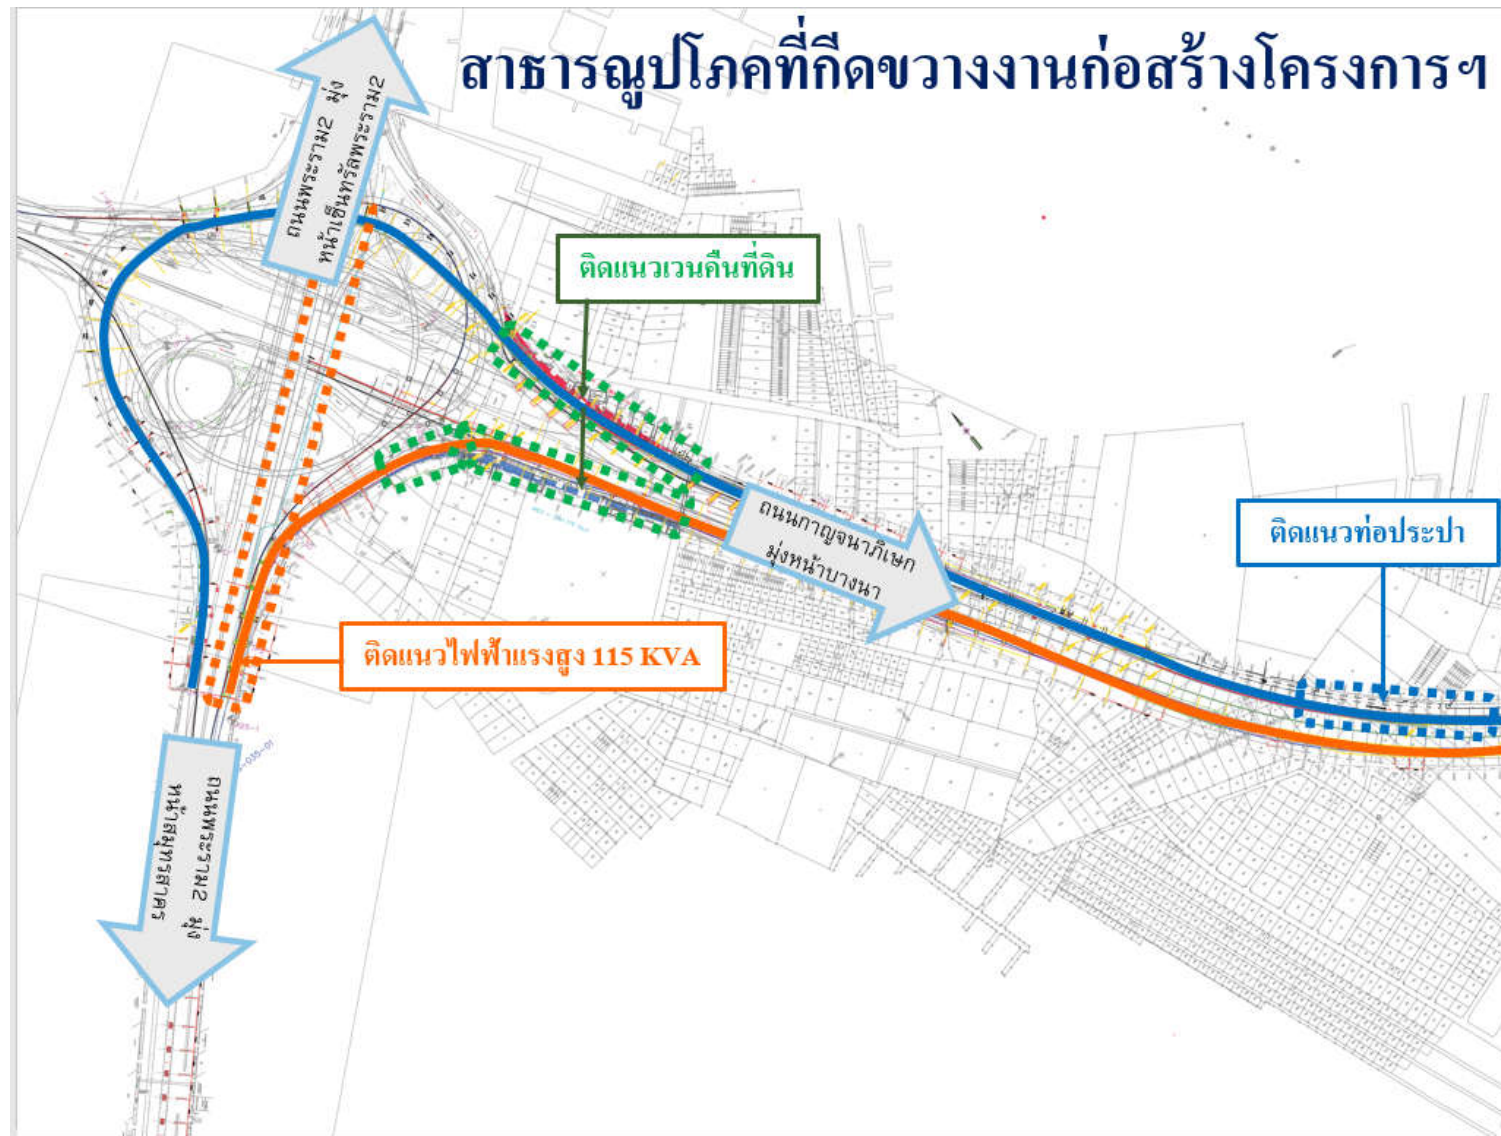 สาธารณูปโภคที่กีดขวางงานก่อสร้างโครงการฯ
ถนนพระราม2 มุ่ง
หน้าเซ็นทรัลพระราม2
ติดแนวเวนคืนที่ดิน
ถนนกาญจนาภิเษก
มุ่งหน้าบางนา
ติดแนวท่อประปา
ติดแนวไฟฟ้าแรงสูง 115 KVA
ถนนพระราม2 มุ่ง
หน้าสมุทรสาคร